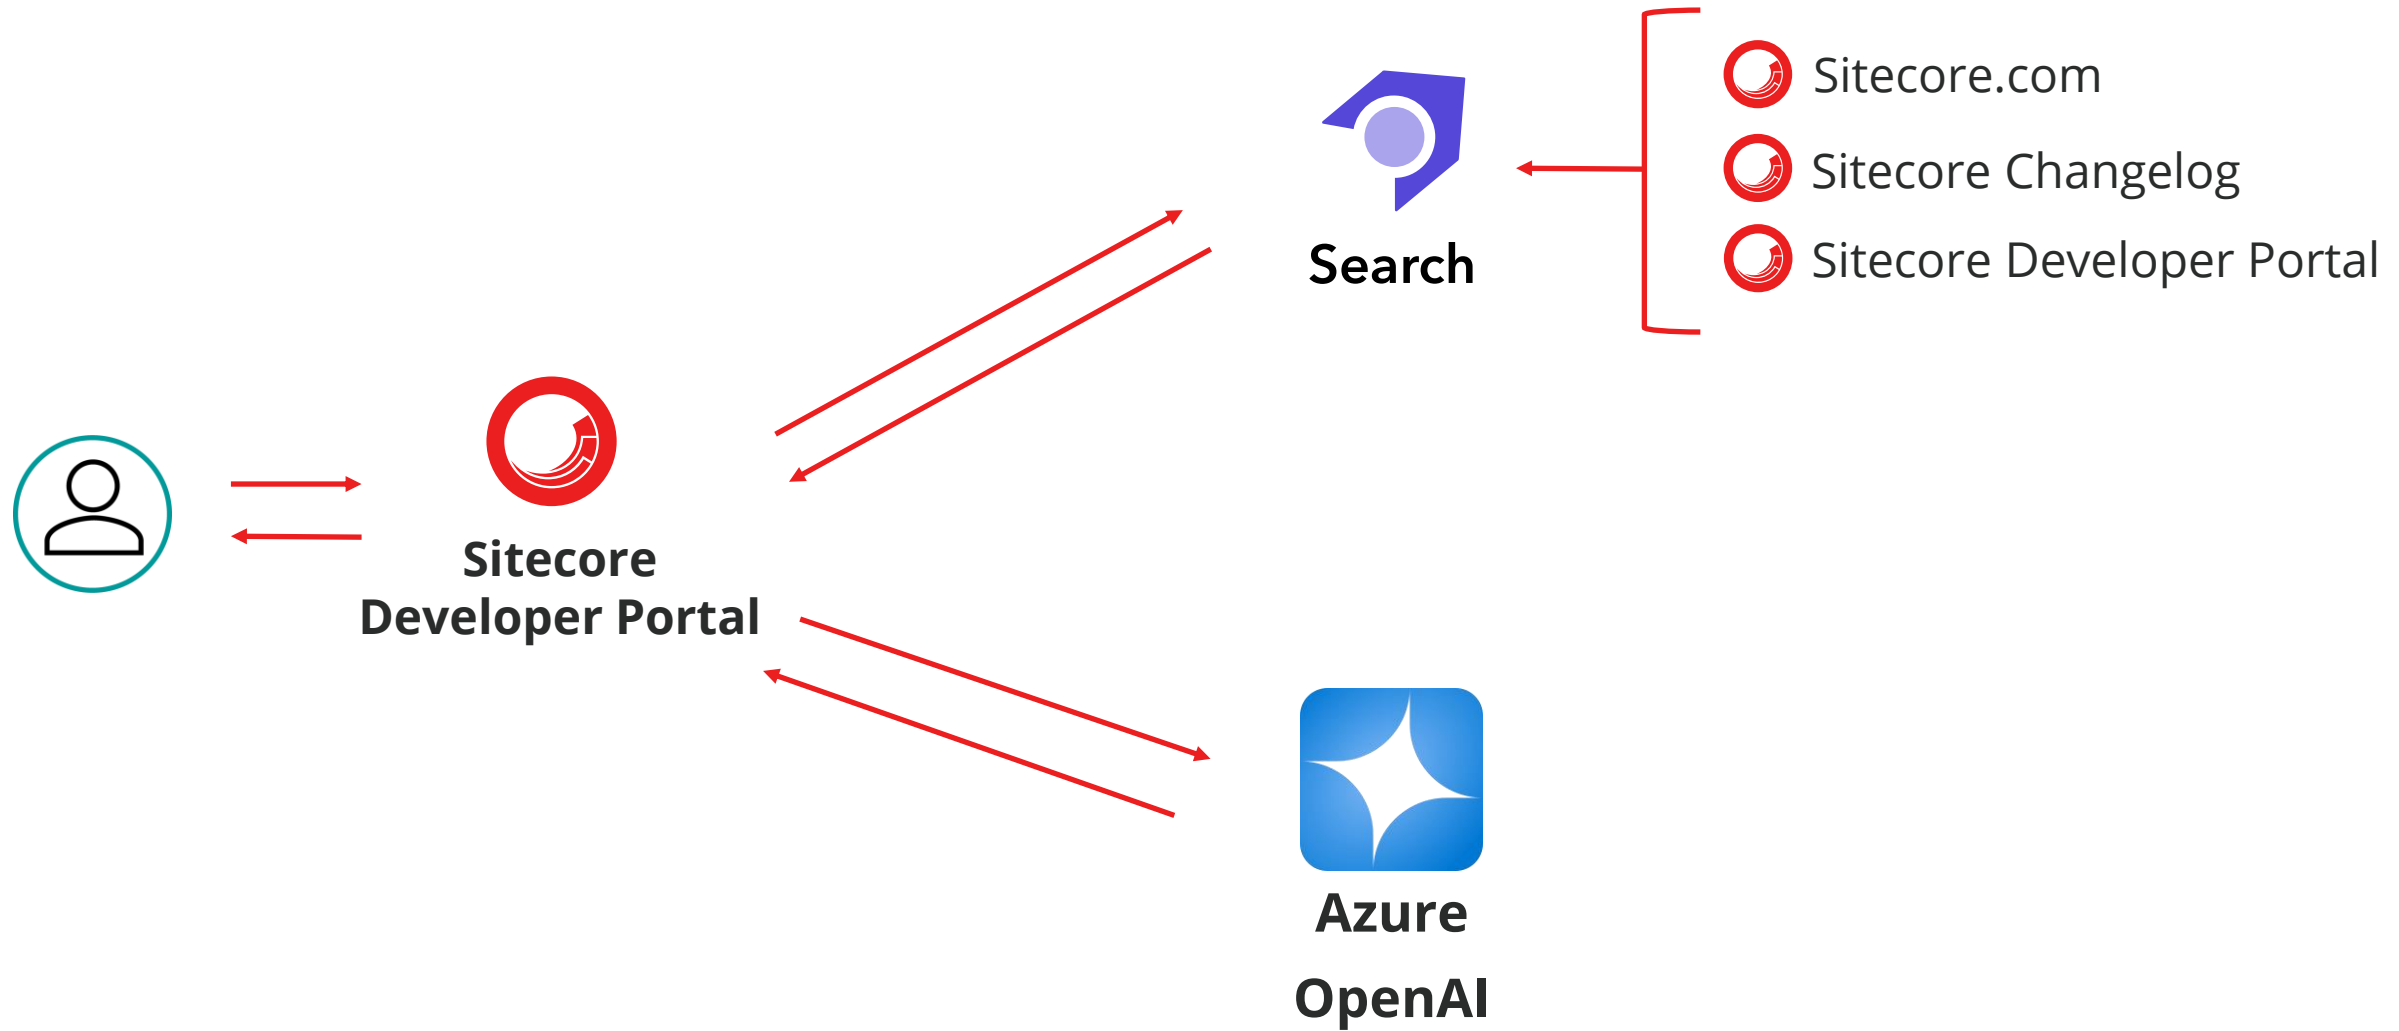 Sitecore.com
Sitecore Changelog
Sitecore Developer Portal
Search
Sitecore
Developer Portal
Azure
OpenAI